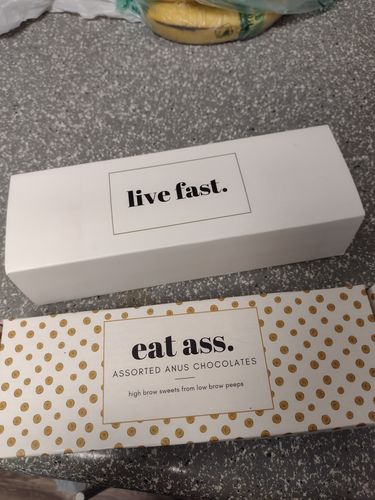 live fast.
eat ass.
ASSORTED ANUS CHOCOLATES
high brow sweets from low brow peeps